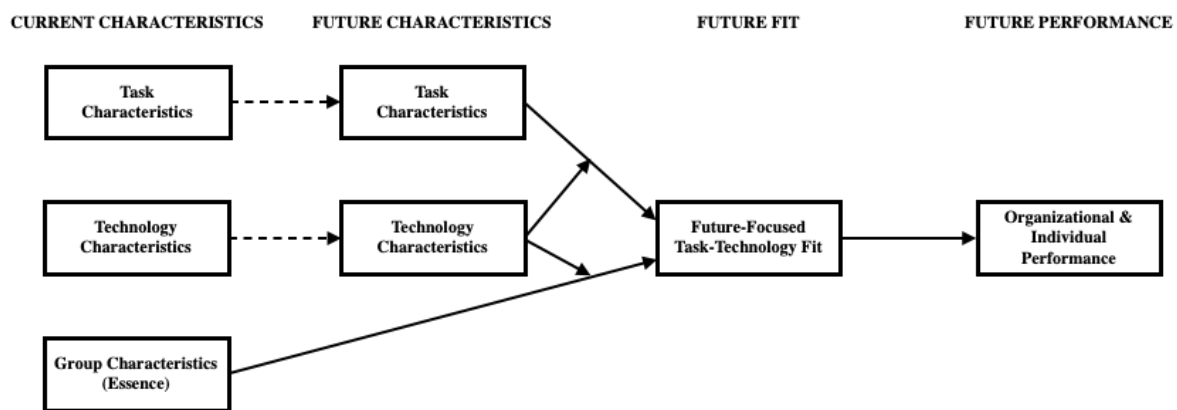 CURRENT CHARACTERISTICS
FUTURE CHARACTERISTICS
FUTURE FIT
FUTURE PERFORMANCE
Task
Characteristics
Task
Characteristics
Technology
Characteristics
Technology
Characteristics
Future-Focused
Task-Technology Fit
Organizational &
Individual
Performance
Group Characteristics
(Essence)